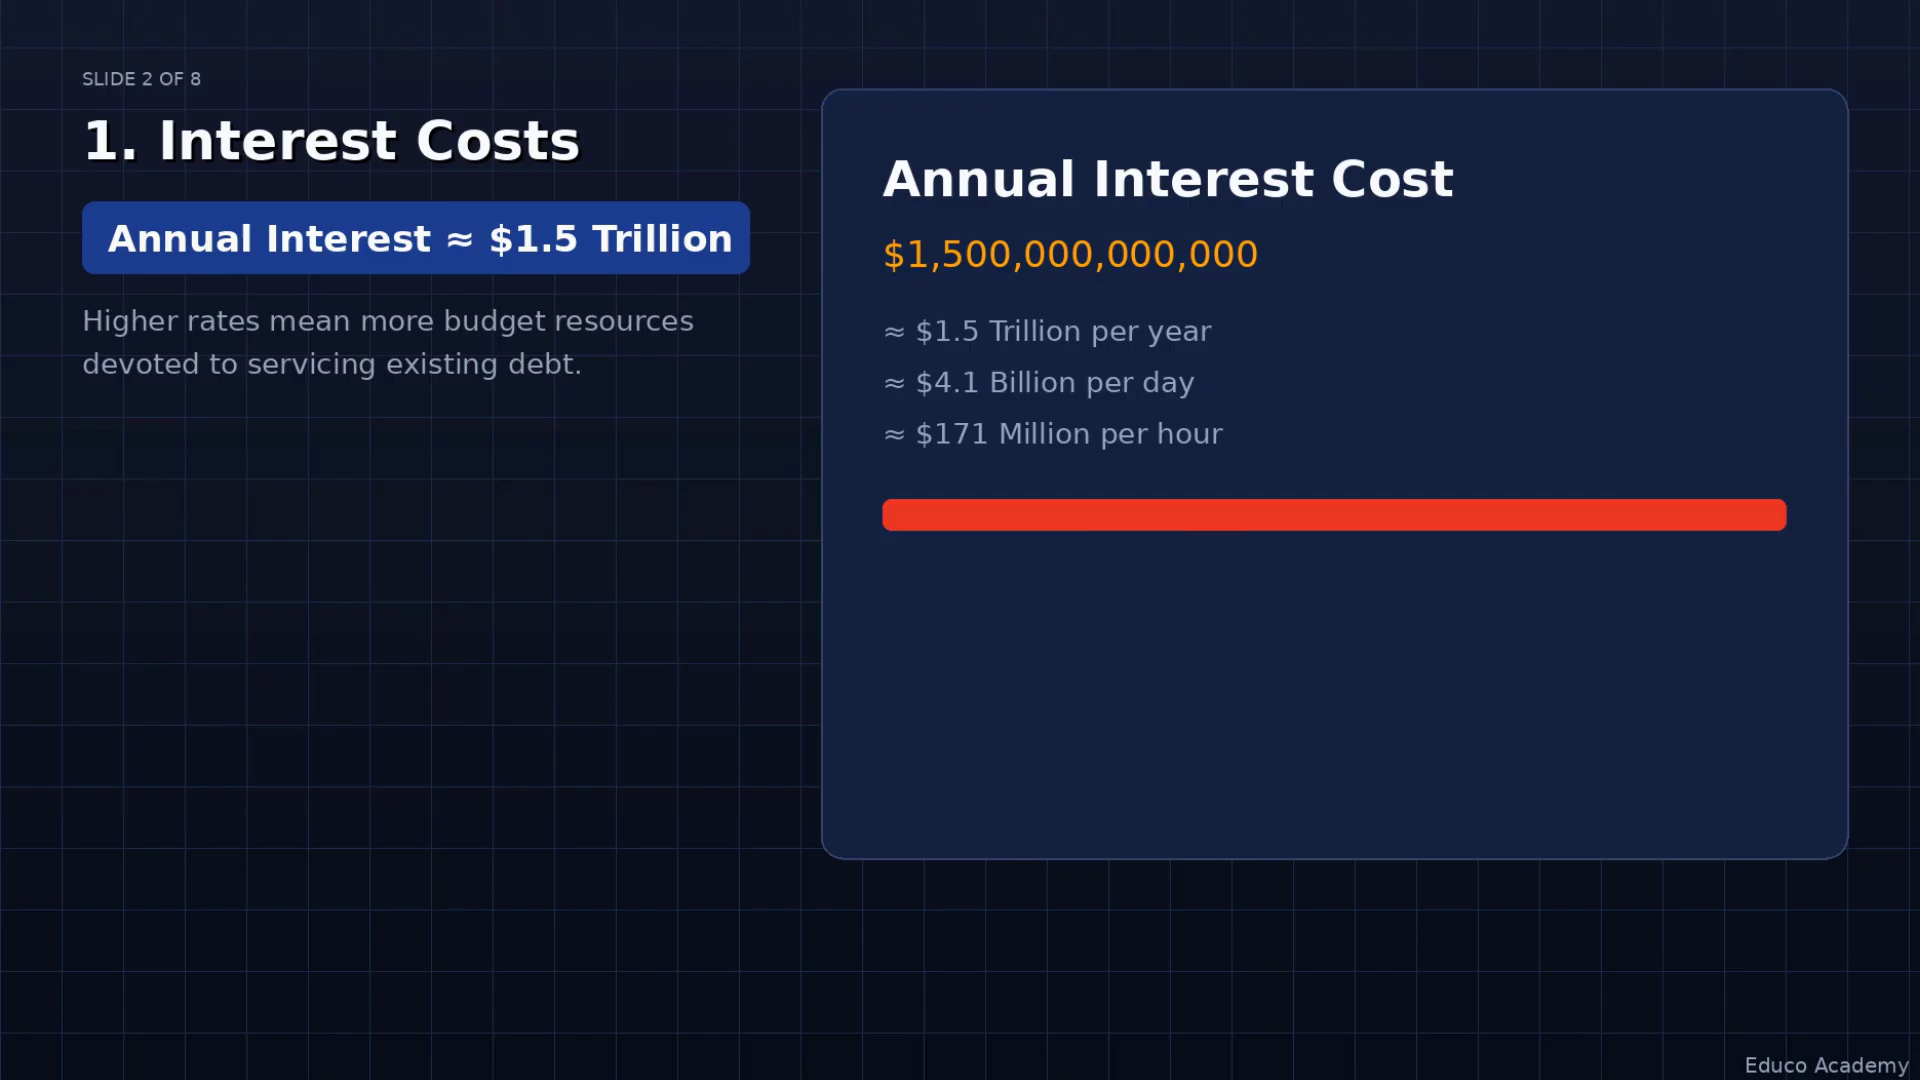 SLIDE 2 OF 8
1. Interest Costs
Annual Interest ≈ $1.5 Trillion
Higher rates mean more budget resources
devoted to servicing existing debt.
Annual Interest Cost
$1,500,000,000,000
≈ $1.5 Trillion per year
≈ $4.1 Billion per day
≈ $171 Million per hour
Educo Academy